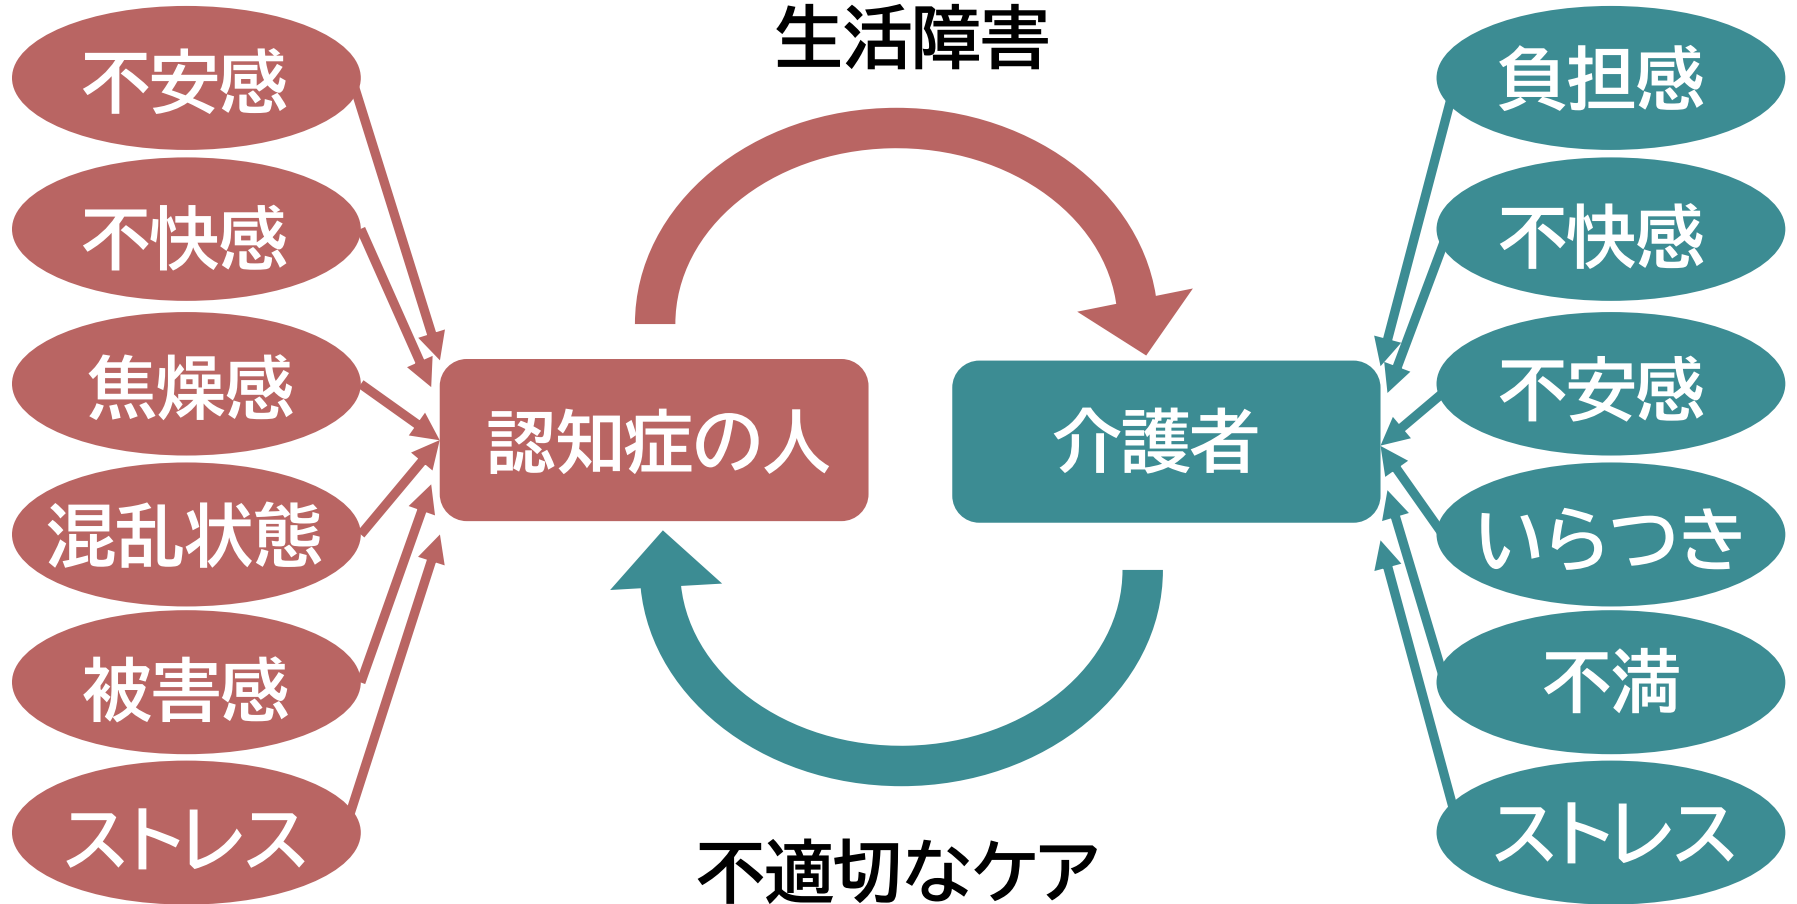 生活障害
不安感
不快感
焦燥感
混乱状態
被害感
ストレス
認知症の人
介護者
負担感
不快感
不安感
いらつき
不満
ストレス
不適切なケア